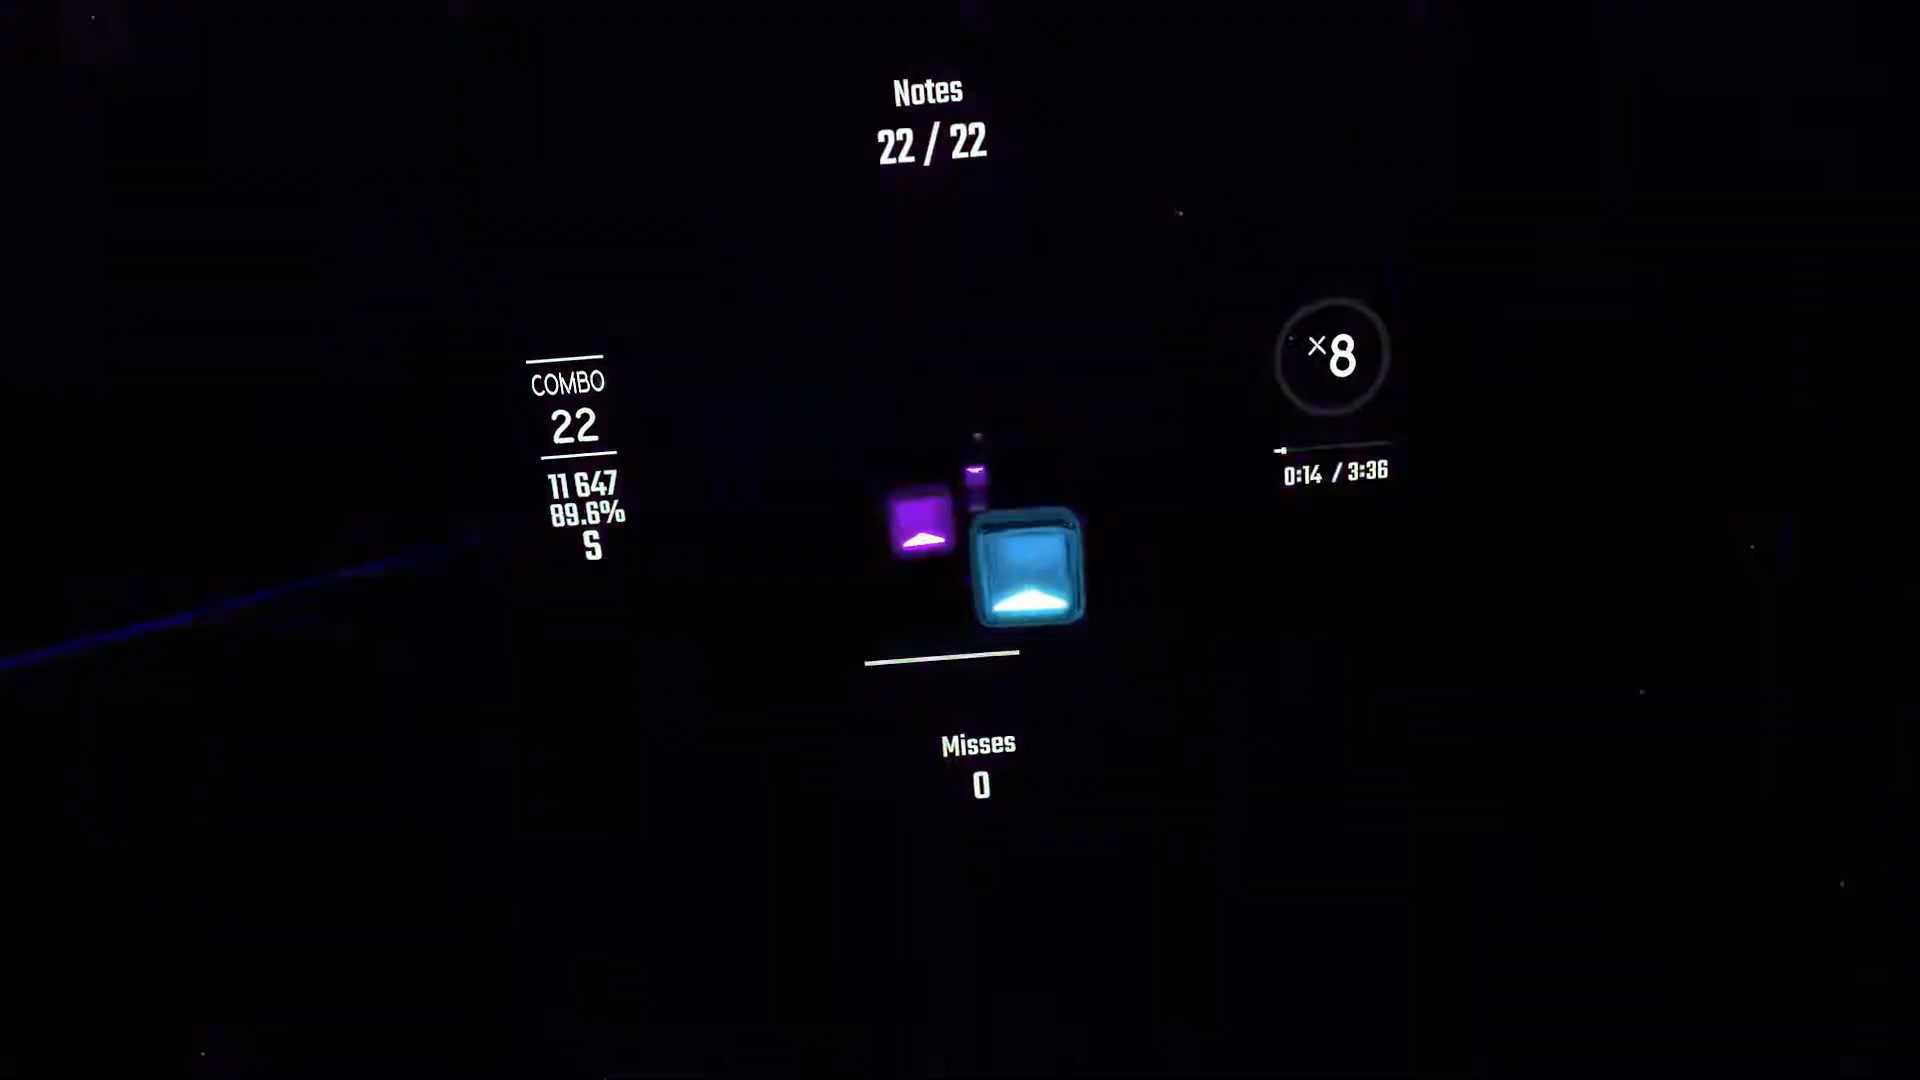 Notes
22 / 22
COMBO
22
11 647
89.6%
S
×8
0:14 / 3:36
Misses
0